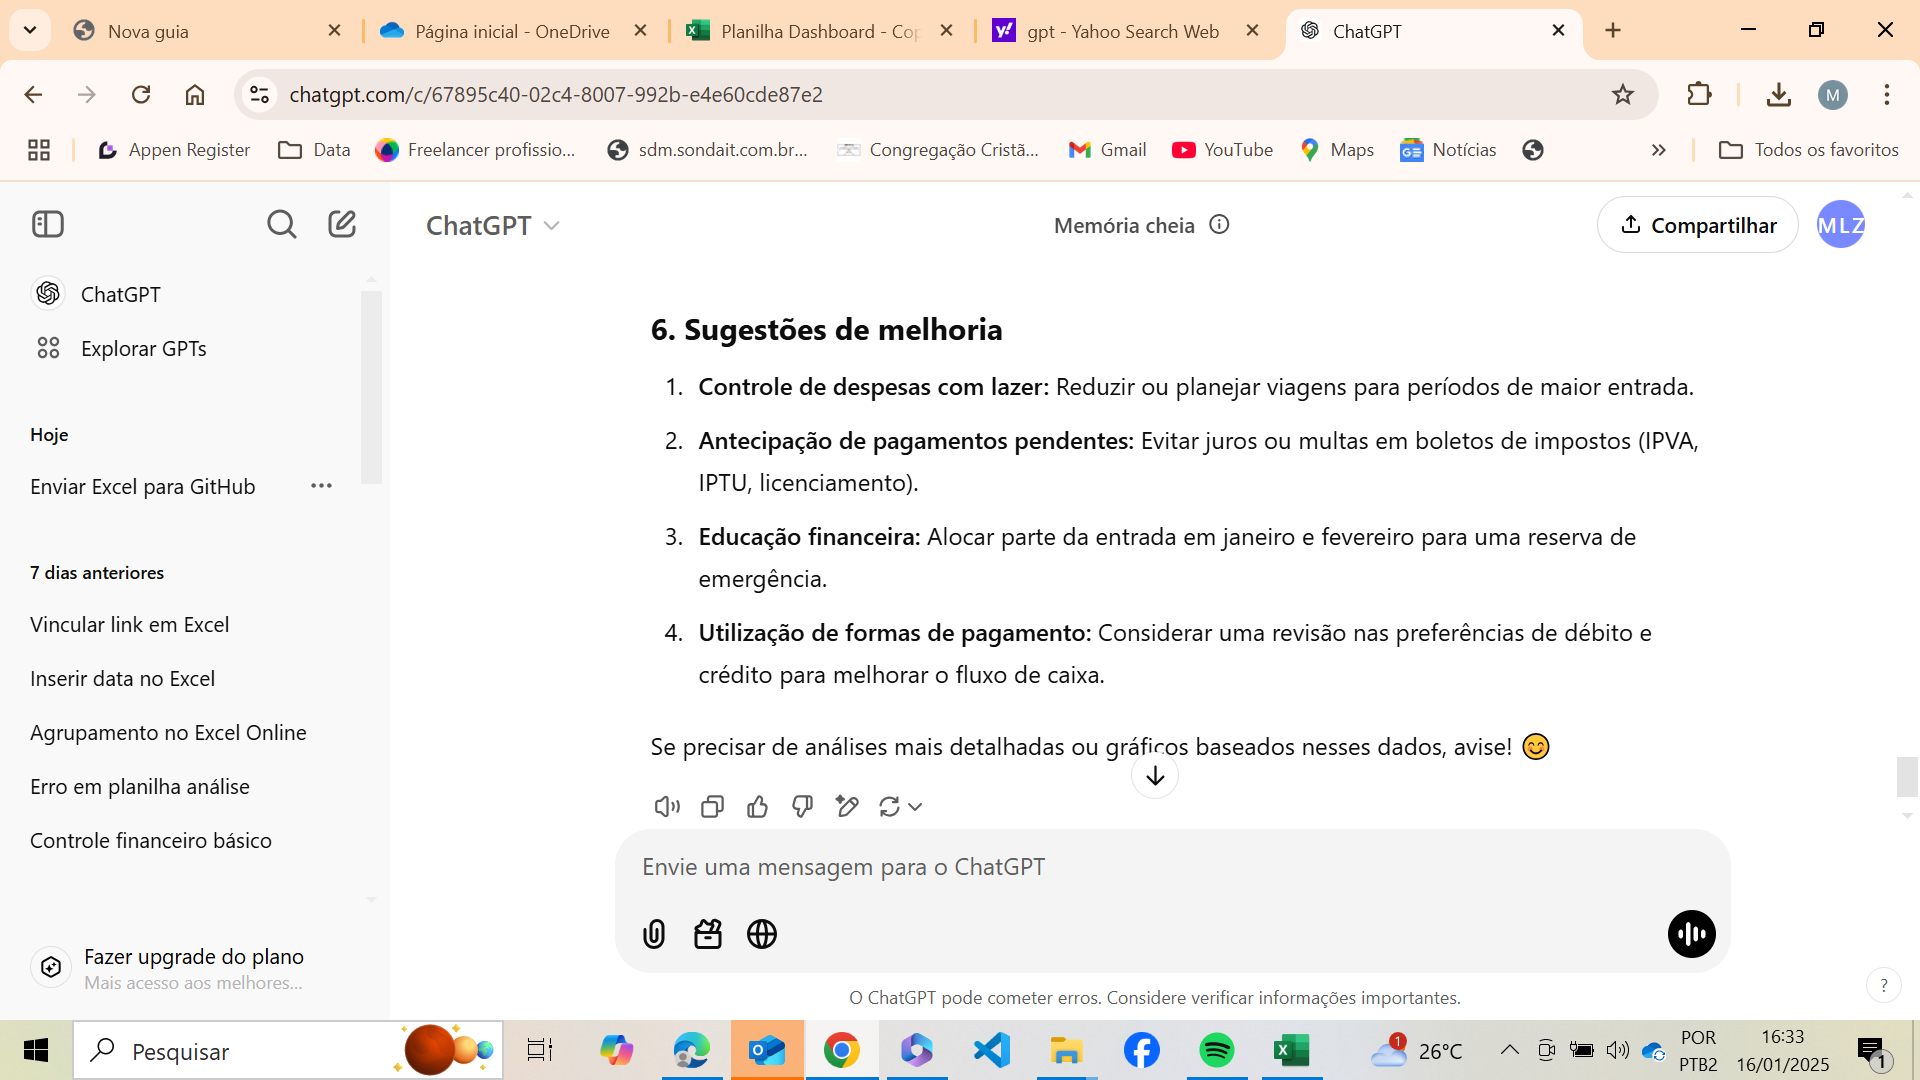 Nova guia
Página inicial - OneDrive
Planilha Dashboard - Cop
gpt - Yahoo Search Web
ChatGPT
chatgpt.com/c/67895c40-02c4-8007-992b-e4e60cde87e2
M
Appen Register
Data
Freelancer profissio...
sdm.sondait.com.br...
Congregação Cristã...
Gmail
YouTube
Maps
Notícias
Todos os favoritos
ChatGPT
Memória cheia
Compartilhar
MLZ
ChatGPT
Explorar GPTs
Hoje
Enviar Excel para GitHub
7 dias anteriores
Vincular link em Excel
Inserir data no Excel
Agrupamento no Excel Online
Erro em planilha análise
Controle financeiro básico
Fazer upgrade do plano
Mais acesso aos melhores...
6. Sugestões de melhoria
1. Controle de despesas com lazer: Reduzir ou planejar viagens para períodos de maior entrada.
2. Antecipação de pagamentos pendentes: Evitar juros ou multas em boletos de impostos (IPVA,
IPTU, licenciamento).
3. Educação financeira: Alocar parte da entrada em janeiro e fevereiro para uma reserva de
emergência.
4. Utilização de formas de pagamento: Considerar uma revisão nas preferências de débito e
crédito para melhorar o fluxo de caixa.
Se precisar de análises mais detalhadas ou gráficos baseados nesses dados, avise! 😊
Envie uma mensagem para o ChatGPT
O ChatGPT pode cometer erros. Considere verificar informações importantes.
?
Pesquisar
1
26°C
POR
PTB2
16:33
16/01/2025
1